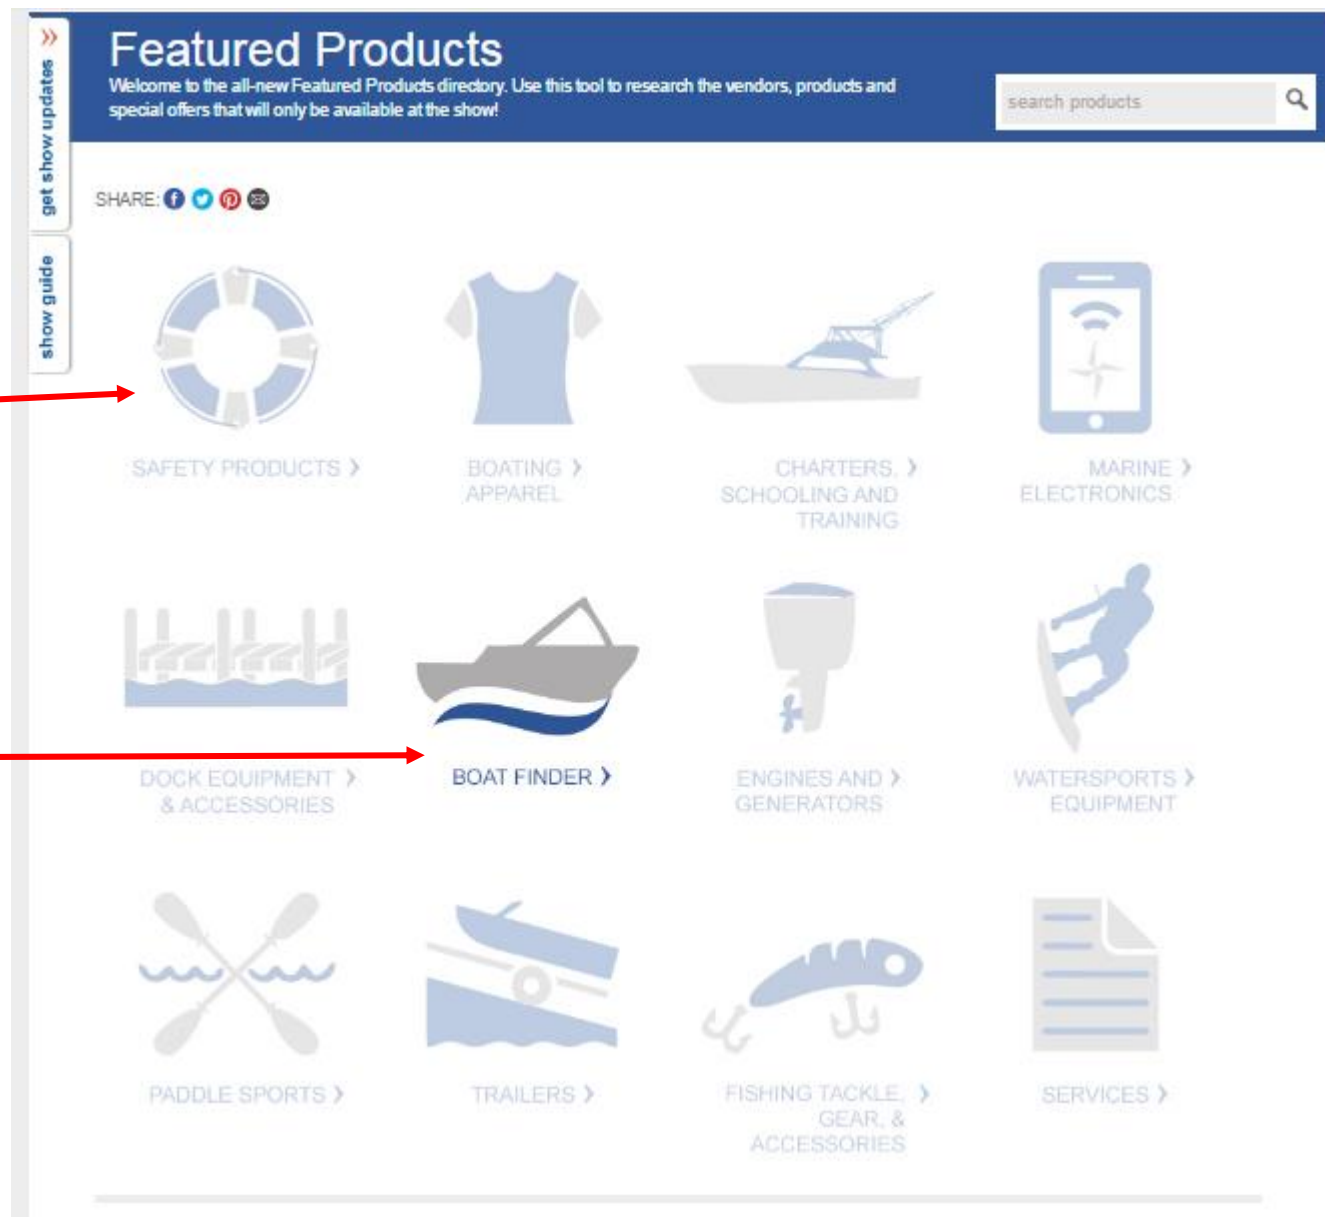 Featured Products
Welcome to the all-new Featured Products directory. Use this tool to research the vendors, products and
special offers that will only be available at the show!
search products
get show updates »
show guide
SHARE:
SAFETY PRODUCTS ❯
BOATING ❯
APPAREL
CHARTERS, ❯
SCHOOLING AND
TRAINING
MARINE ❯
ELECTRONICS
DOCK EQUIPMENT ❯
& ACCESSORIES
BOAT FINDER ❯
ENGINES AND ❯
GENERATORS
WATERSPORTS ❯
EQUIPMENT
PADDLE SPORTS ❯
TRAILERS ❯
FISHING TACKLE, ❯
GEAR, &
ACCESSORIES
SERVICES ❯